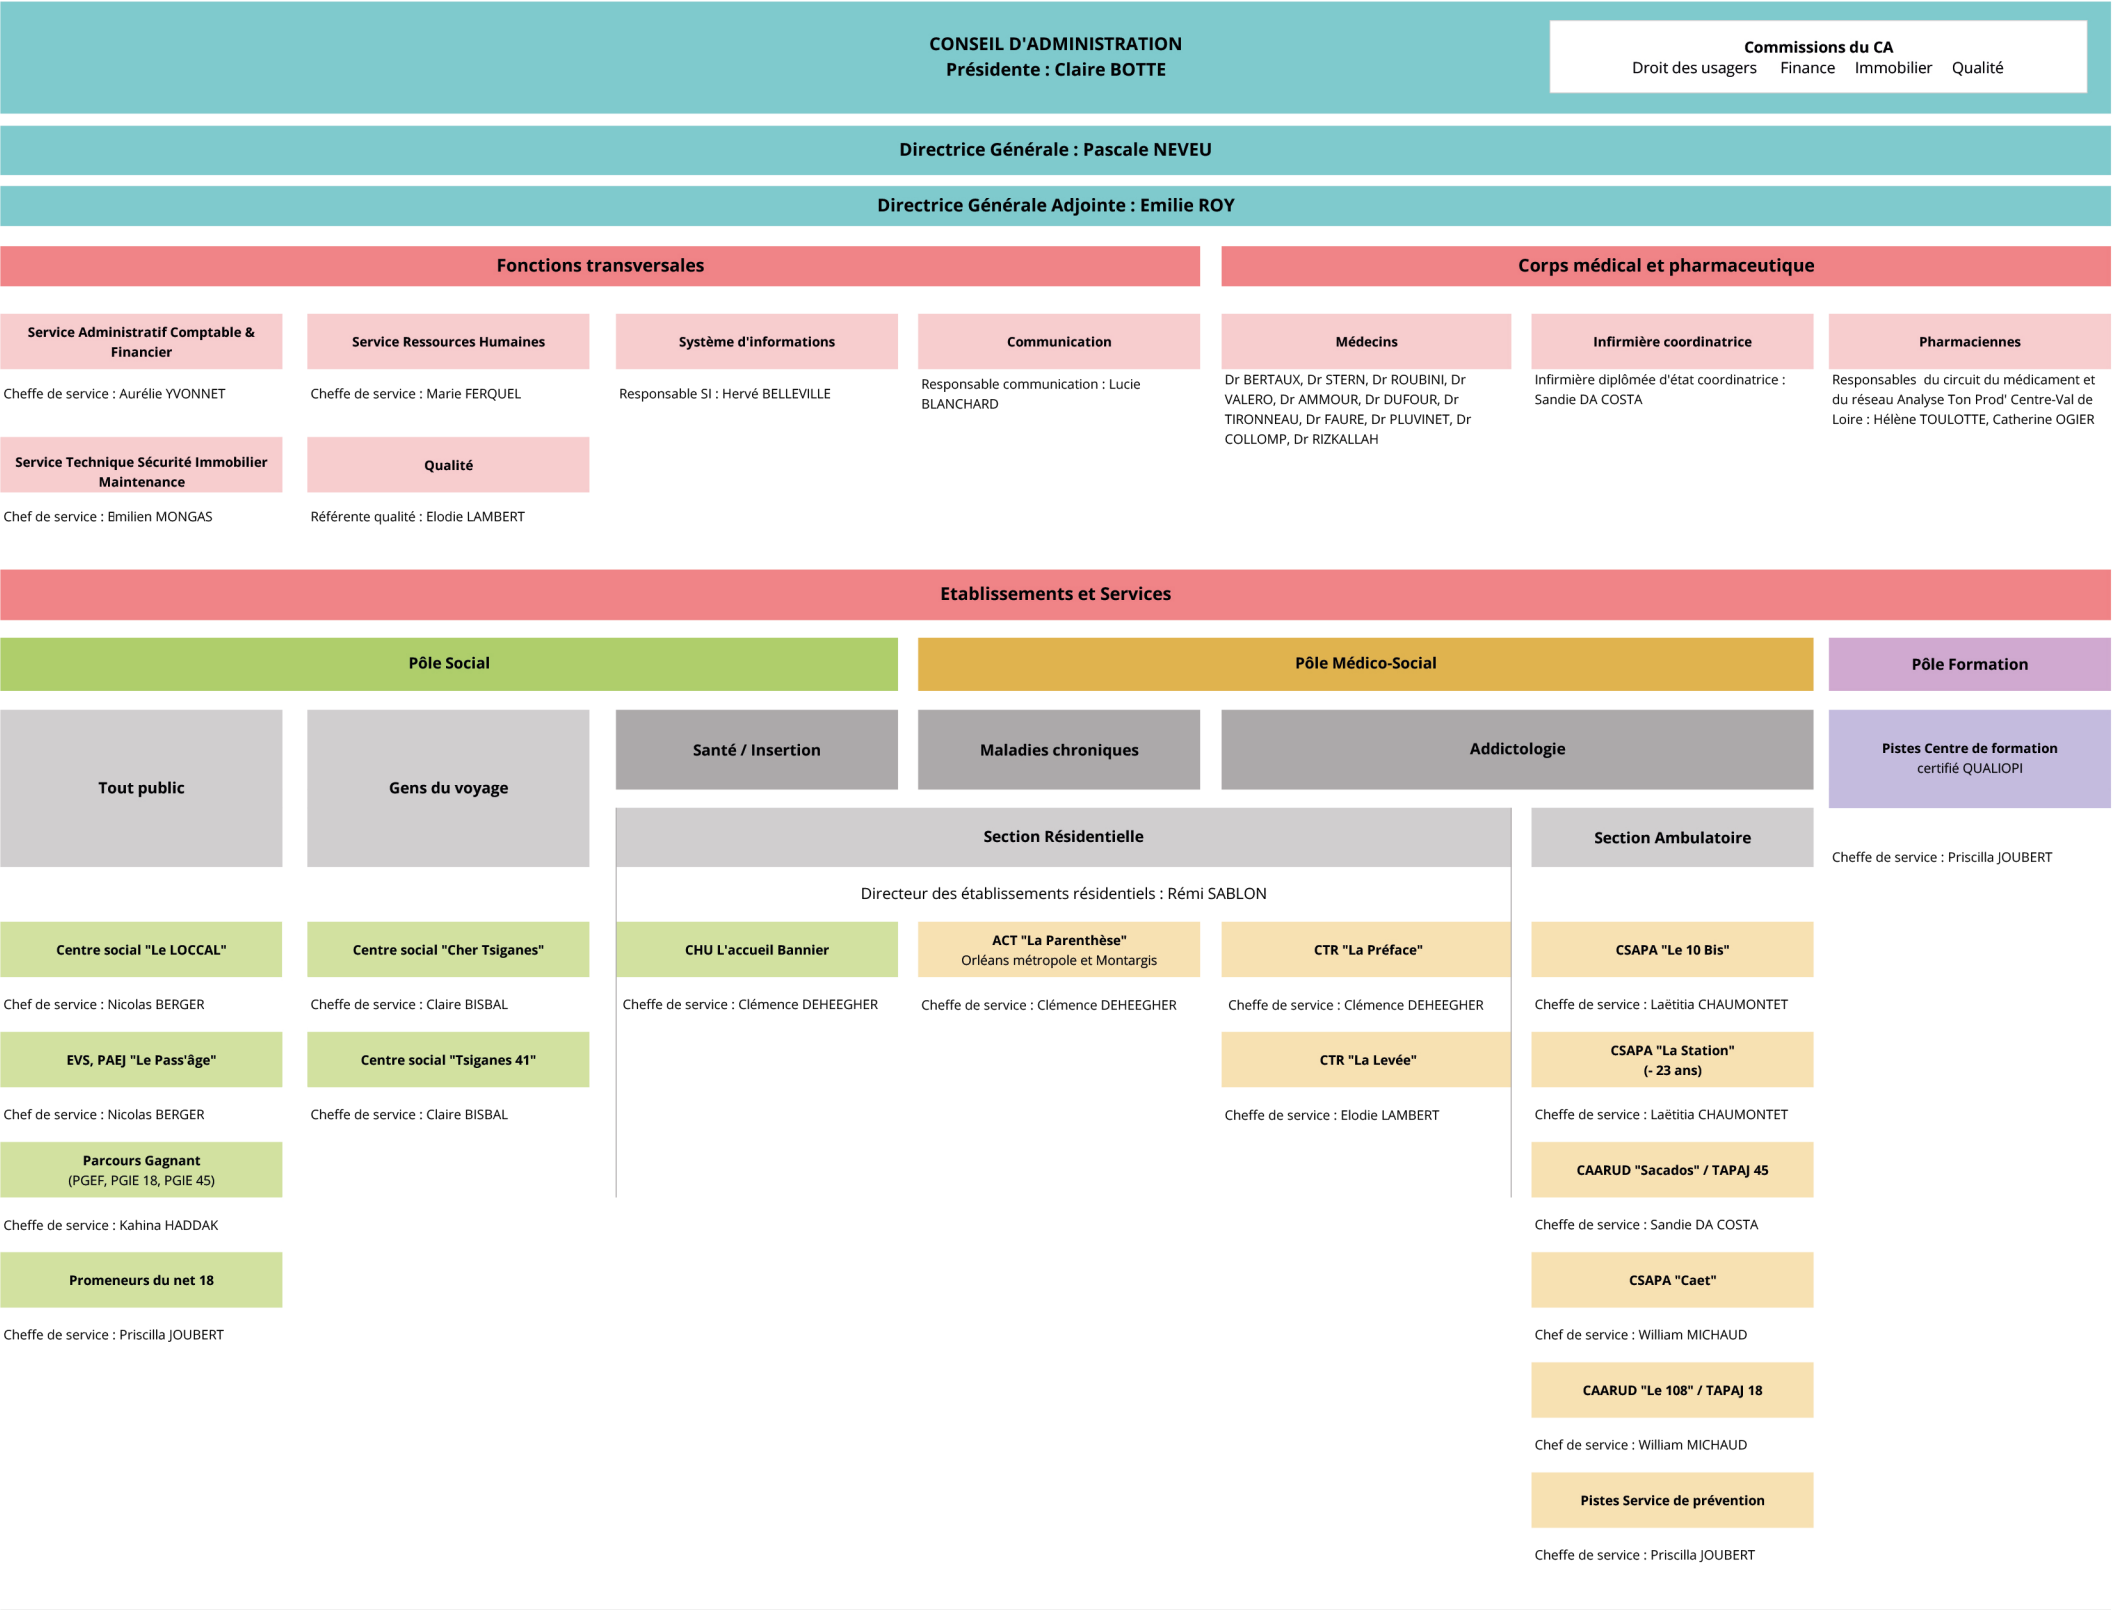 CONSEIL D'ADMINISTRATION
Présidente : Claire BOTTE
Commissions du CA
Droit des usagers Finance Immobilier Qualité
Directrice Générale : Pascale NEVEU
Directrice Générale Adjointe : Emilie ROY
Fonctions transversales
Service Administratif Comptable &
Financier
Cheffe de service : Aurélie YVONNET
Service Ressources Humaines
Cheffe de service : Marie FERQUEL
Système d'informations
Responsable SI : Hervé BELLEVILLE
Communication
Responsable communication : Lucie
BLANCHARD
Service Technique Sécurité Immobilier
Maintenance
Chef de service : Emilien MONGAS
Qualité
Référente qualité : Elodie LAMBERT
Corps médical et pharmaceutique
Médecins
Dr BERTAUX, Dr STERN, Dr ROUBINI, Dr
VALERO, Dr AMMOUR, Dr DUFOUR, Dr
TIRONNEAU, Dr FAURE, Dr PLUVINET, Dr
COLLOMP, Dr RIZKALLAH
Infirmière coordinatrice
Infirmière diplômée d'état coordinatrice :
Sandie DA COSTA
Pharmaciennes
Responsables du circuit du médicament et
du réseau Analyse Ton Prod' Centre-Val de
Loire : Hélène TOULOTTE, Catherine OGIER
Etablissements et Services
Pôle Social
Tout public
Centre social "Le LOCCAL"
Chef de service : Nicolas BERGER
EVS, PAEJ "Le Pass'âge"
Chef de service : Nicolas BERGER
Parcours Gagnant
(PGEF, PGIE 18, PGIE 45)
Cheffe de service : Kahina HADDAK
Promeneurs du net 18
Cheffe de service : Priscilla JOUBERT
Gens du voyage
Centre social "Cher Tsiganes"
Cheffe de service : Claire BISBAL
Centre social "Tsiganes 41"
Cheffe de service : Claire BISBAL
Santé / Insertion
Pôle Médico-Social
Maladies chroniques
Addictologie
Section Résidentielle
Directeur des établissements résidentiels : Rémi SABLON
CHU L'accueil Bannier
Cheffe de service : Clémence DEHEEGHER
ACT "La Parenthèse"
Orléans métropole et Montargis
Cheffe de service : Clémence DEHEEGHER
CTR "La Préface"
Cheffe de service : Clémence DEHEEGHER
CTR "La Levée"
Cheffe de service : Elodie LAMBERT
Section Ambulatoire
CSAPA "Le 10 Bis"
Cheffe de service : Laëtitia CHAUMONTET
CSAPA "La Station"
(- 23 ans)
Cheffe de service : Laëtitia CHAUMONTET
CAARUD "Sacados" / TAPAJ 45
Cheffe de service : Sandie DA COSTA
CSAPA "Caet"
Chef de service : William MICHAUD
CAARUD "Le 108" / TAPAJ 18
Chef de service : William MICHAUD
Pistes Service de prévention
Cheffe de service : Priscilla JOUBERT
Pôle Formation
Pistes Centre de formation
certifié QUALIOPI
Cheffe de service : Priscilla JOUBERT